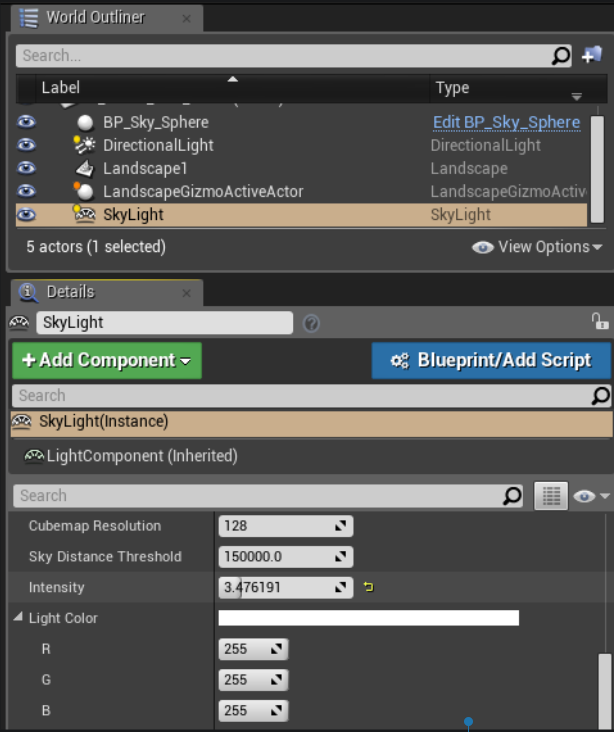 World Outliner
Search...
Label Type
BP_Sky_Sphere Edit BP_Sky_Sphere
DirectionalLight DirectionalLight
Landscape1 Landscape
LandscapeGizmoActiveActor LandscapeGizmoActiv
SkyLight SkyLight
5 actors (1 selected) View Options
Details
SkyLight
+Add Component Blueprint/Add Script
Search
SkyLight(Instance)
LightComponent (Inherited)
Search
Cubemap Resolution 128
Sky Distance Threshold 150000.0
Intensity 3.476191
Light Color
R 255
G 255
B 255